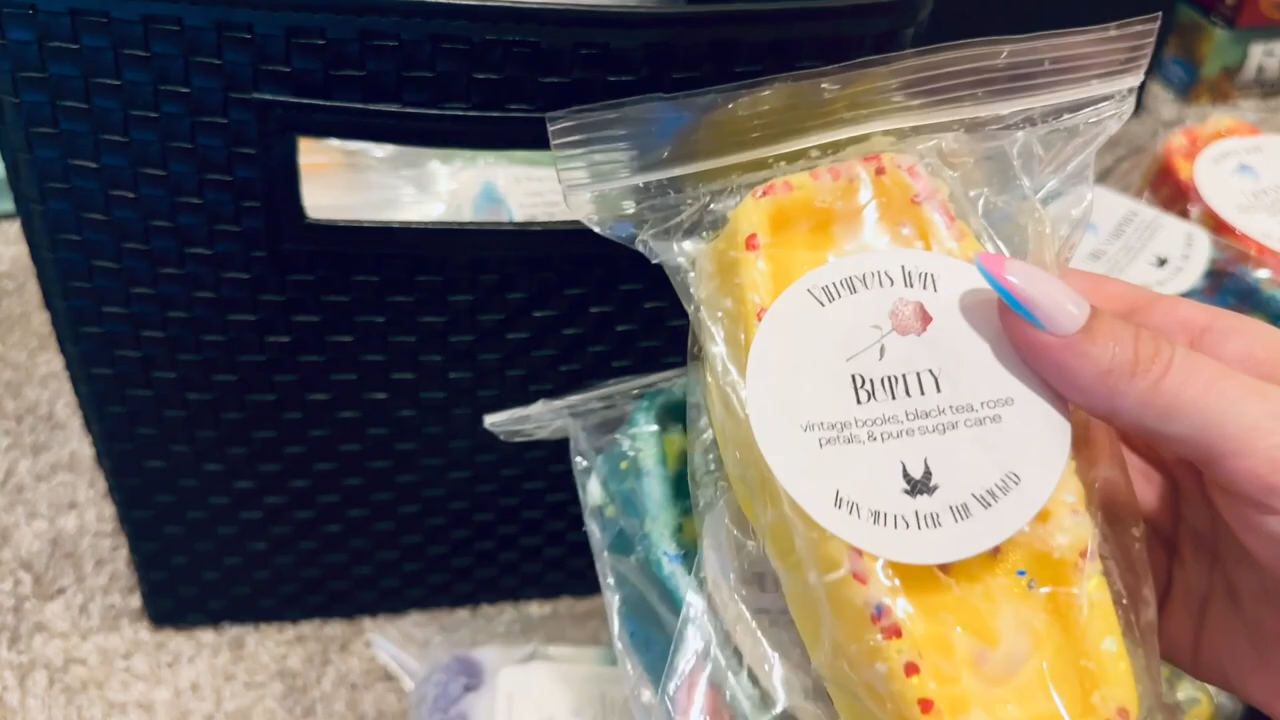 Villainous Wax
Beauty
vintage books, black tea, rose
petals, & pure sugar cane
Wax Melts For The Wicked